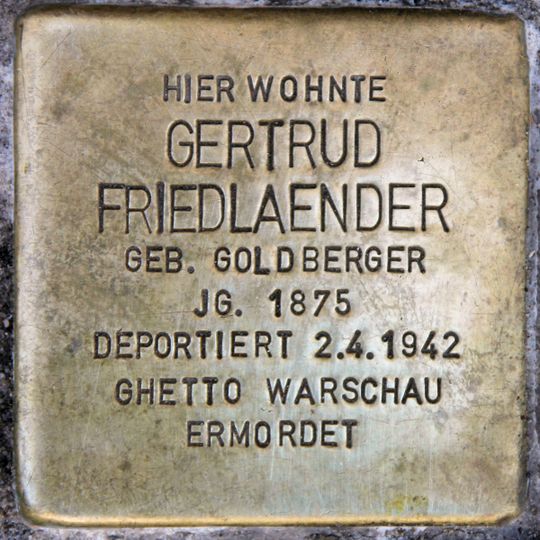 HIER WOHNTE
GERTRUD
FRIEDLAENDER
GEB. GOLDBERGER
JG. 1875
DEPORTIERT 2.4.1942
GHETTO WARSCHAU
ERMORDET